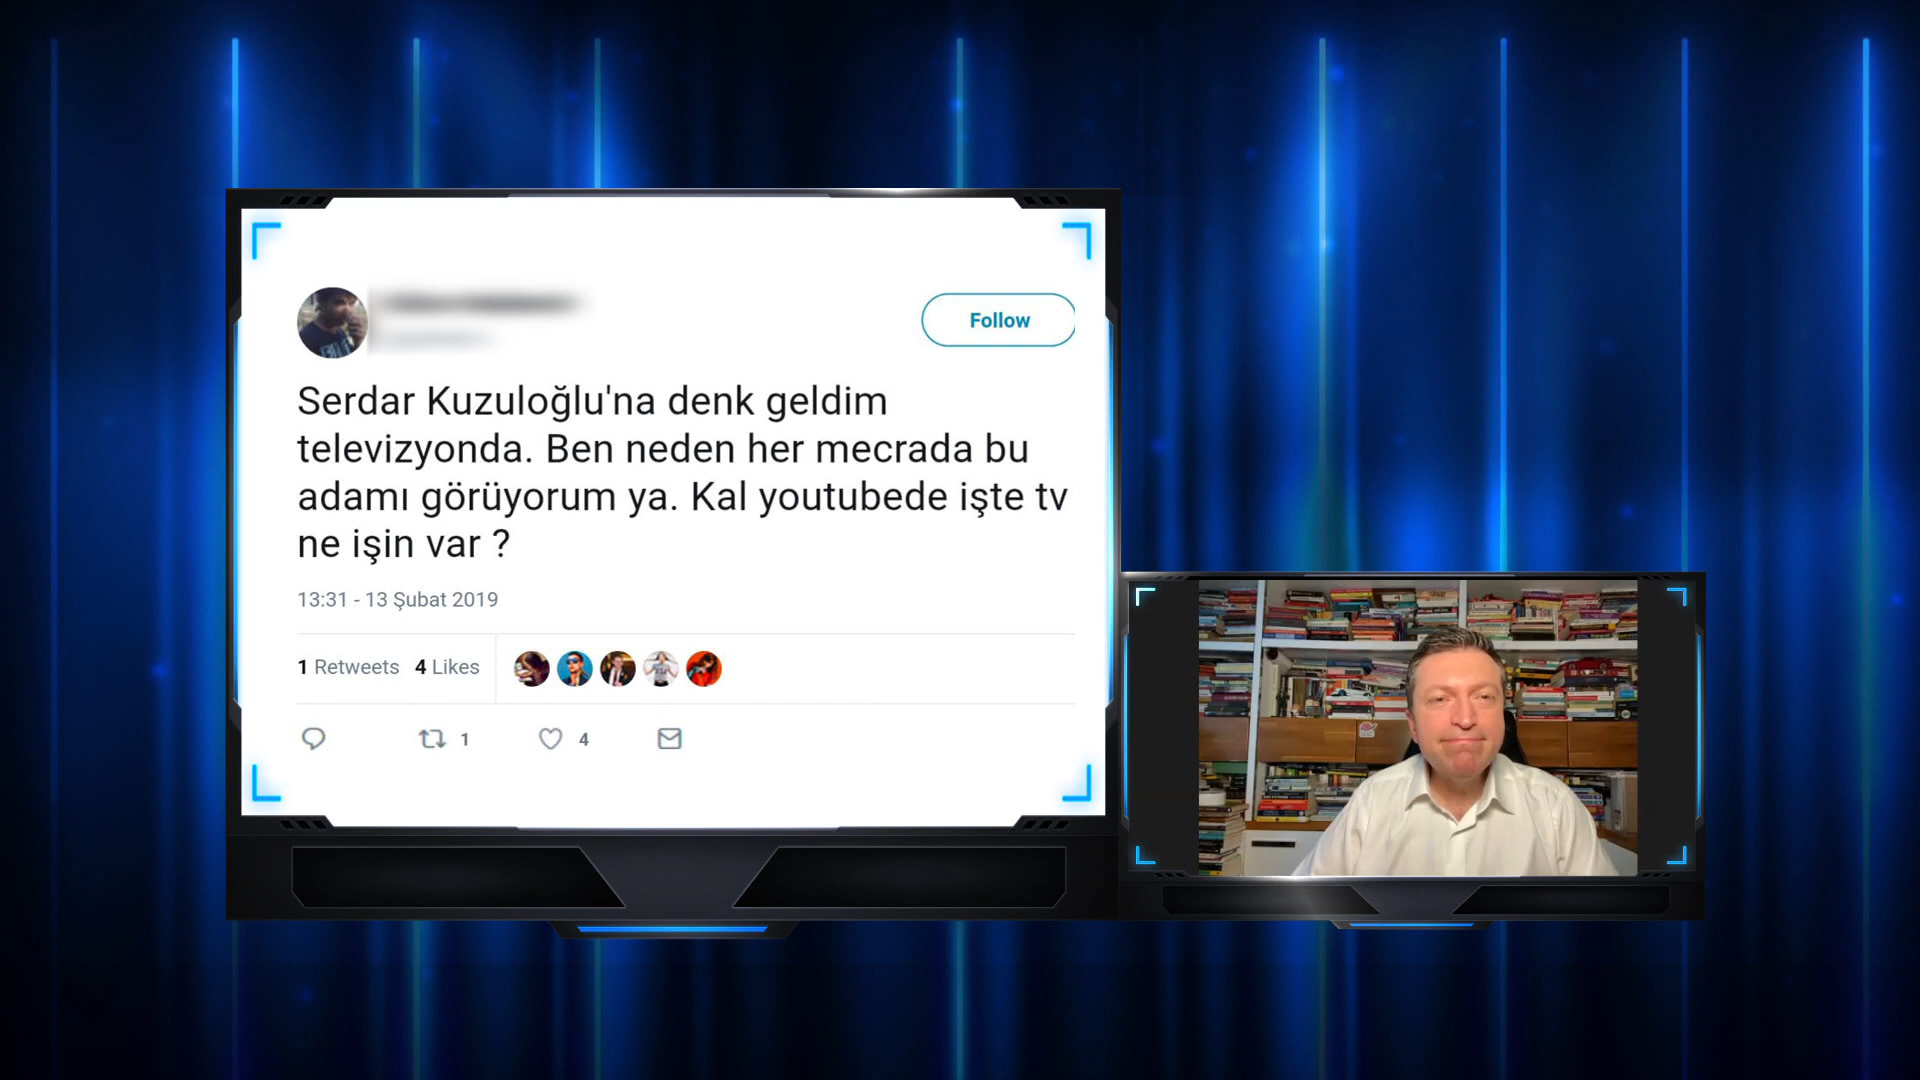 Follow
Serdar Kuzuloğlu'na denk geldim
televizyonda. Ben neden her mecrada bu
adamı görüyorum ya. Kal youtubede işte tv
ne işin var ?
13:31 - 13 Şubat 2019
1 Retweets 4 Likes
1 4